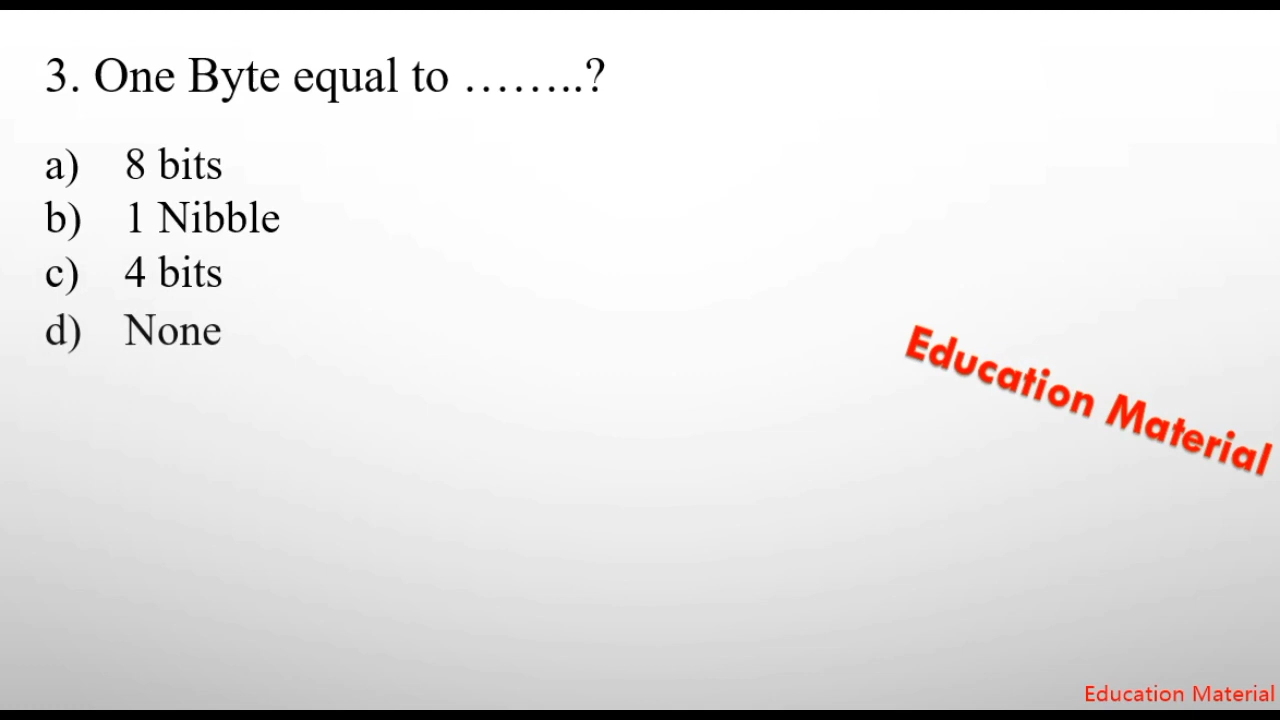 3. One Byte equal to ……..?
a) 8 bits
b) 1 Nibble
c) 4 bits
d) None
Education Material
Education Material